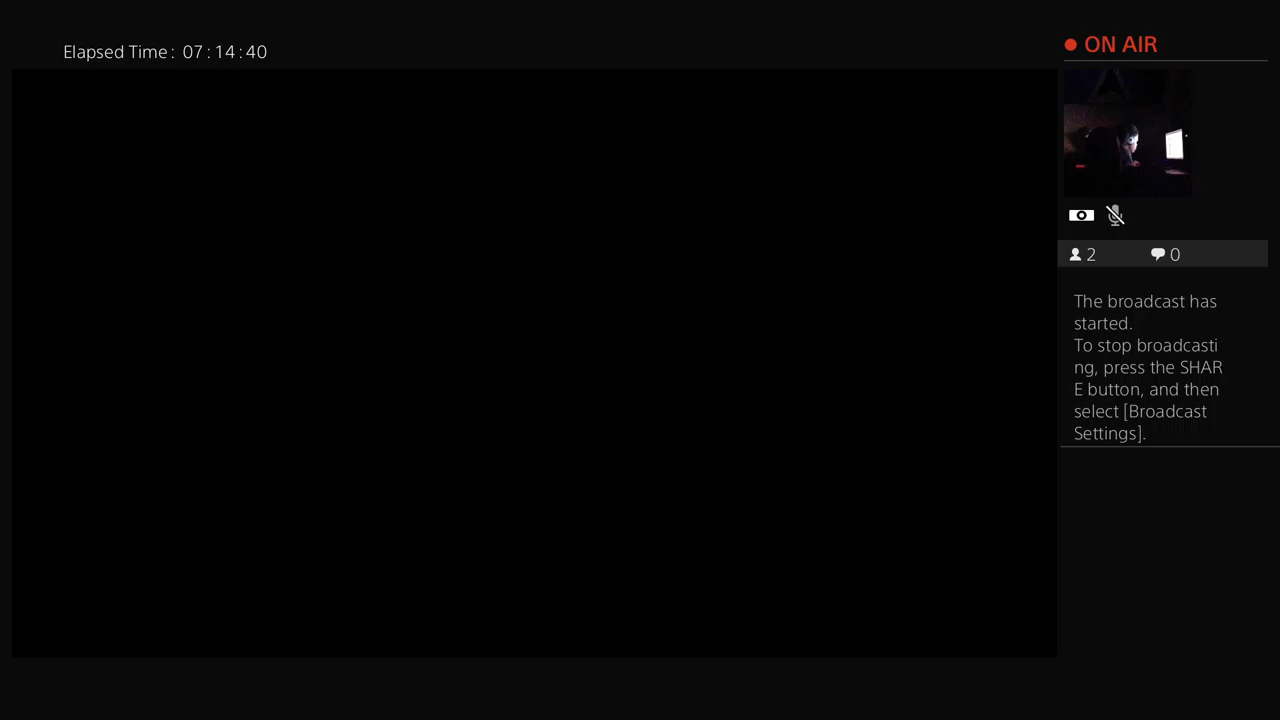 Elapsed Time: 07:14:40
ON AIR
2 0
The broadcast has
started.
To stop broadcasti
ng, press the SHAR
E button, and then
select [Broadcast
Settings].